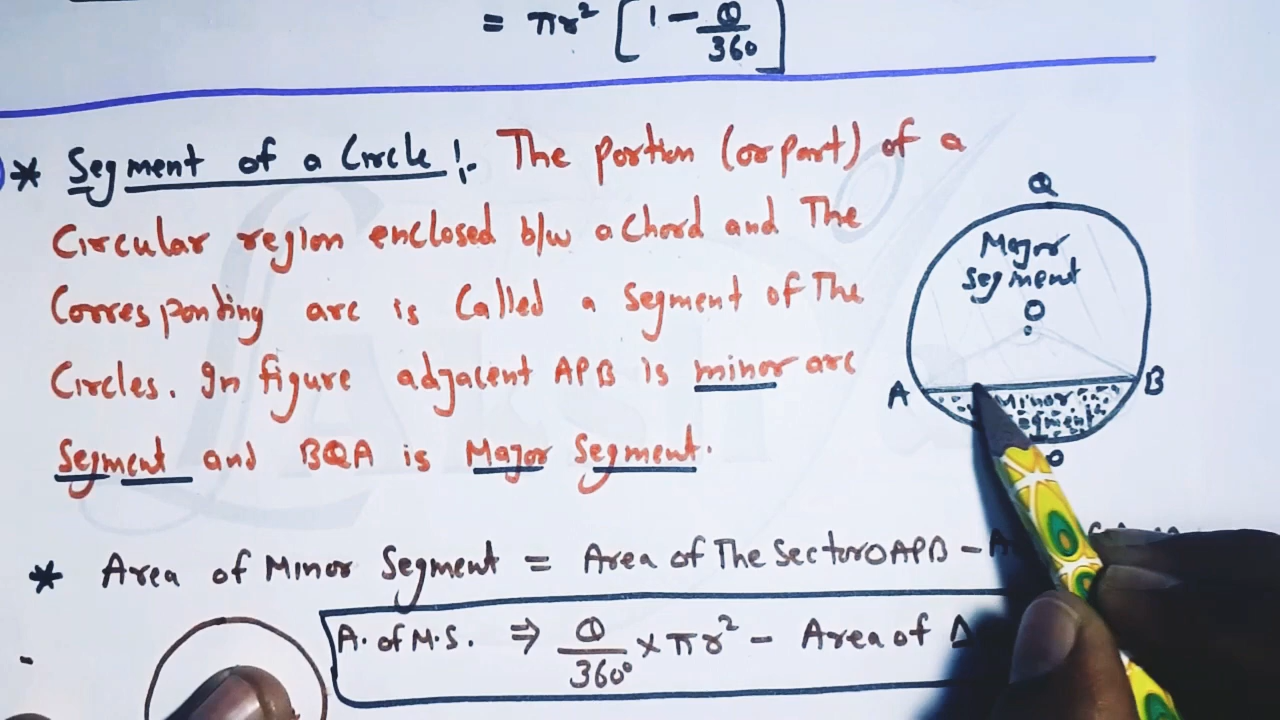 = πr² [1 - θ/360]
* Segment of a Circle :- The portion (or part) of a
Circular region enclosed b/w a chord and The
Corresponding arc is Called a Segment of The
Circles. In figure adjacent APB is minor arc
Segment and BQA is Major Segment.
Q
Major
segment
O
A
B
Minor
* Area of Minor Segment = Area of The Sector OAPB -
A. of M.S. ⇒ θ/360° × πr² - Area of Δ